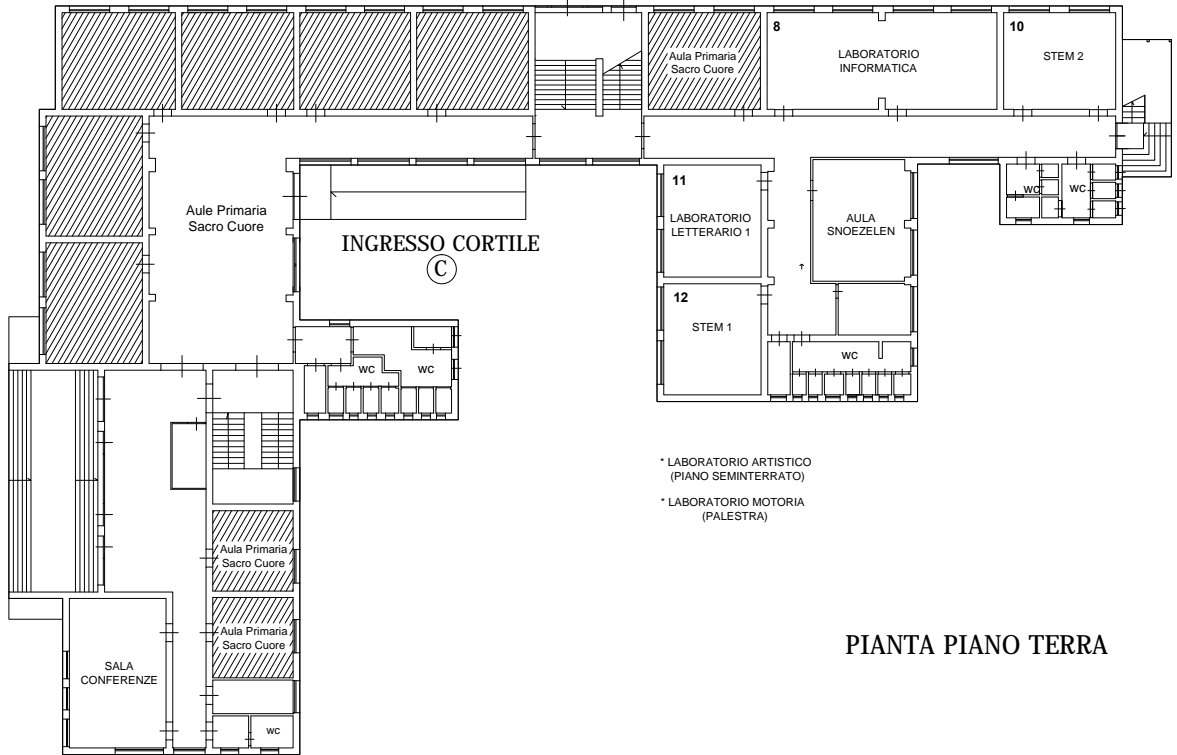 Aula Primaria
Sacro Cuore
8
LABORATORIO
INFORMATICA
10
STEM 2
Aule Primaria
Sacro Cuore
INGRESSO CORTILE
C
11
LABORATORIO
LETTERARIO 1
AULA
SNOEZELEN
WC
WC
12
STEM 1
WC
WC
WC
* LABORATORIO ARTISTICO
(PIANO SEMINTERRATO)
* LABORATORIO MOTORIA
(PALESTRA)
Aula Primaria
Sacro Cuore
Aula Primaria
Sacro Cuore
SALA
CONFERENZE
WC
PIANTA PIANO TERRA